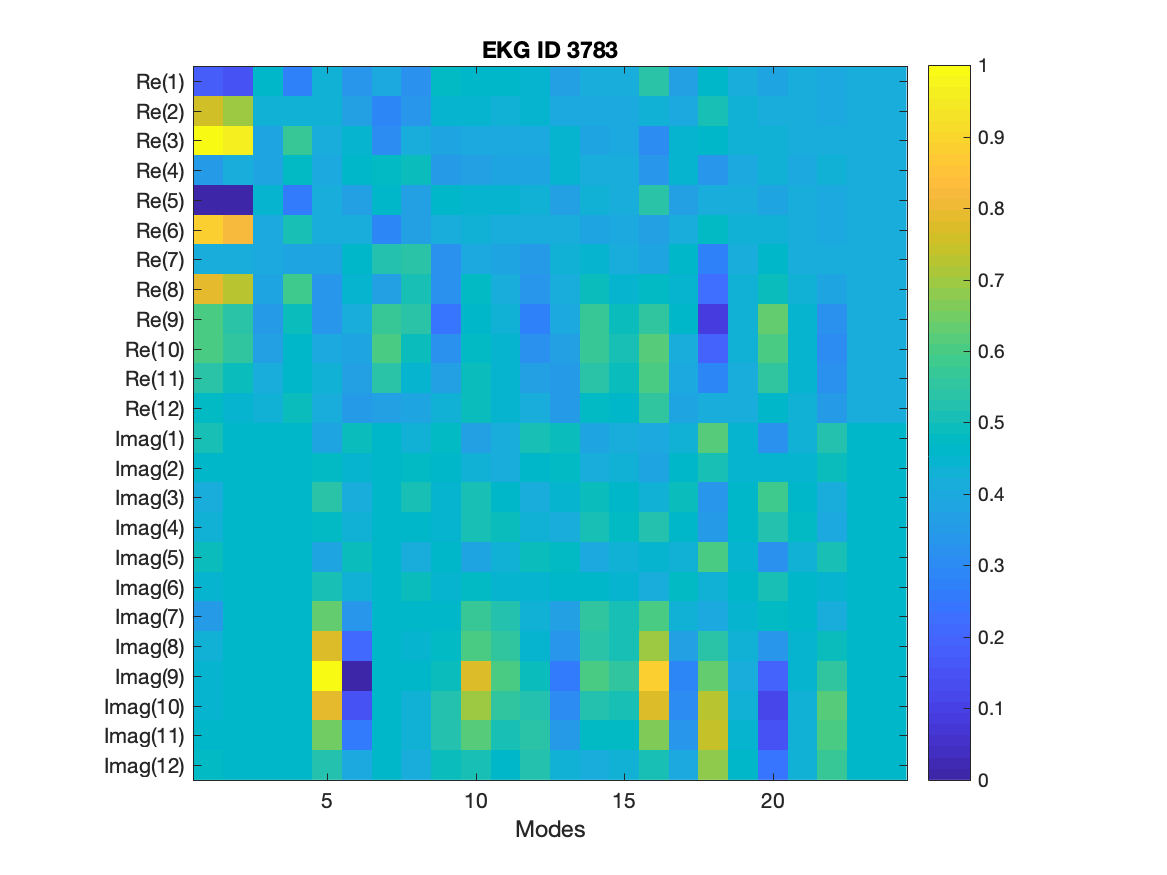 EKG ID 3783
Re(1)
Re(2)
Re(3)
Re(4)
Re(5)
Re(6)
Re(7)
Re(8)
Re(9)
Re(10)
Re(11)
Re(12)
Imag(1)
Imag(2)
Imag(3)
Imag(4)
Imag(5)
Imag(6)
Imag(7)
Imag(8)
Imag(9)
Imag(10)
Imag(11)
Imag(12)
5 10 15 20
Modes
1
0.9
0.8
0.7
0.6
0.5
0.4
0.3
0.2
0.1
0